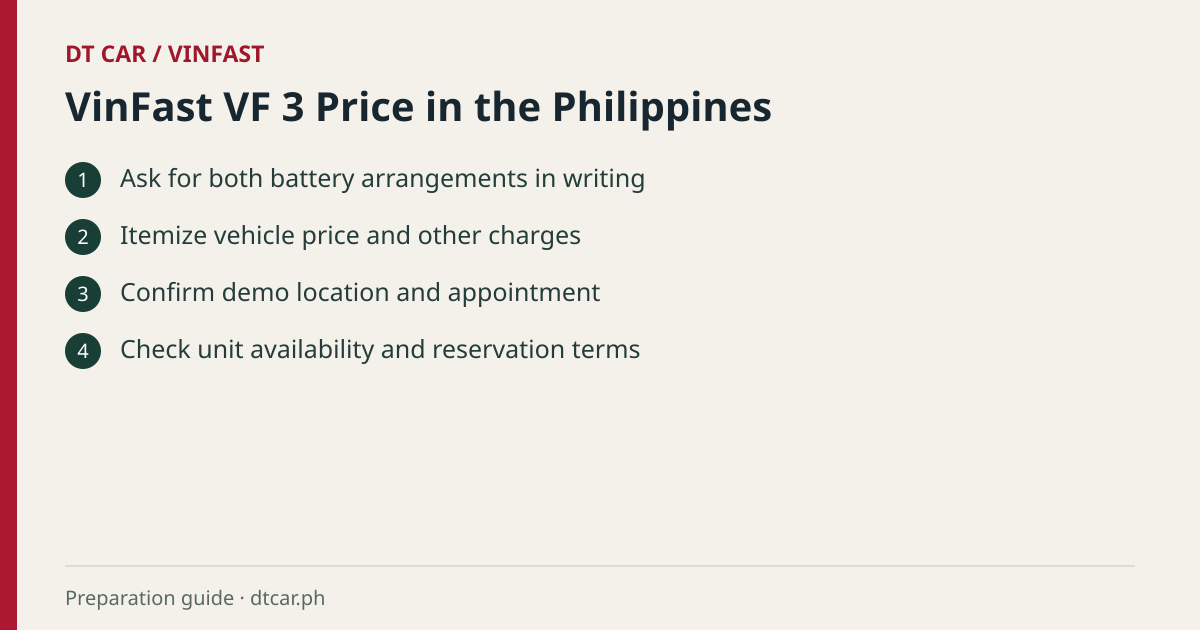 DT CAR / VINFAST
VinFast VF 3 Price in the Philippines
1 Ask for both battery arrangements in writing
2 Itemize vehicle price and other charges
3 Confirm demo location and appointment
4 Check unit availability and reservation terms
Preparation guide · dtcar.ph